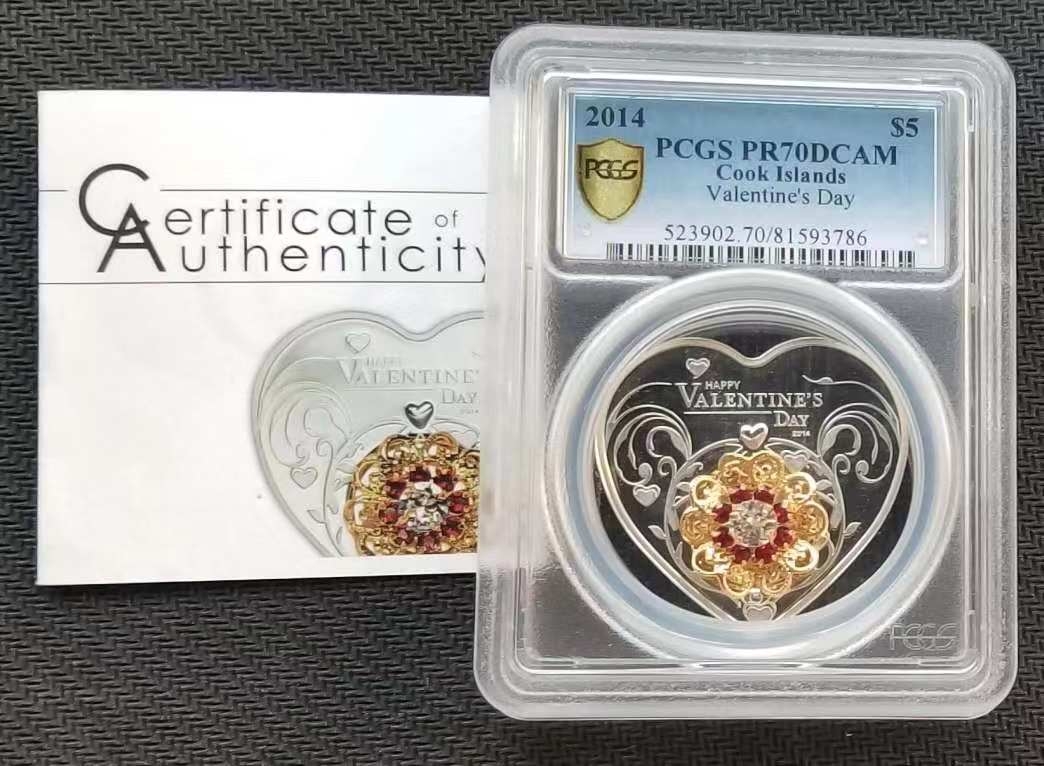 Certificate of
Authenticity
HAPPY
VALENTINE'S
DAY
2014
2014
$5
PCGS
PCGS PR70DCAM
Cook Islands
Valentine's Day
523902.70/81593786
HAPPY
VALENTINE'S
DAY
2014
PCGS